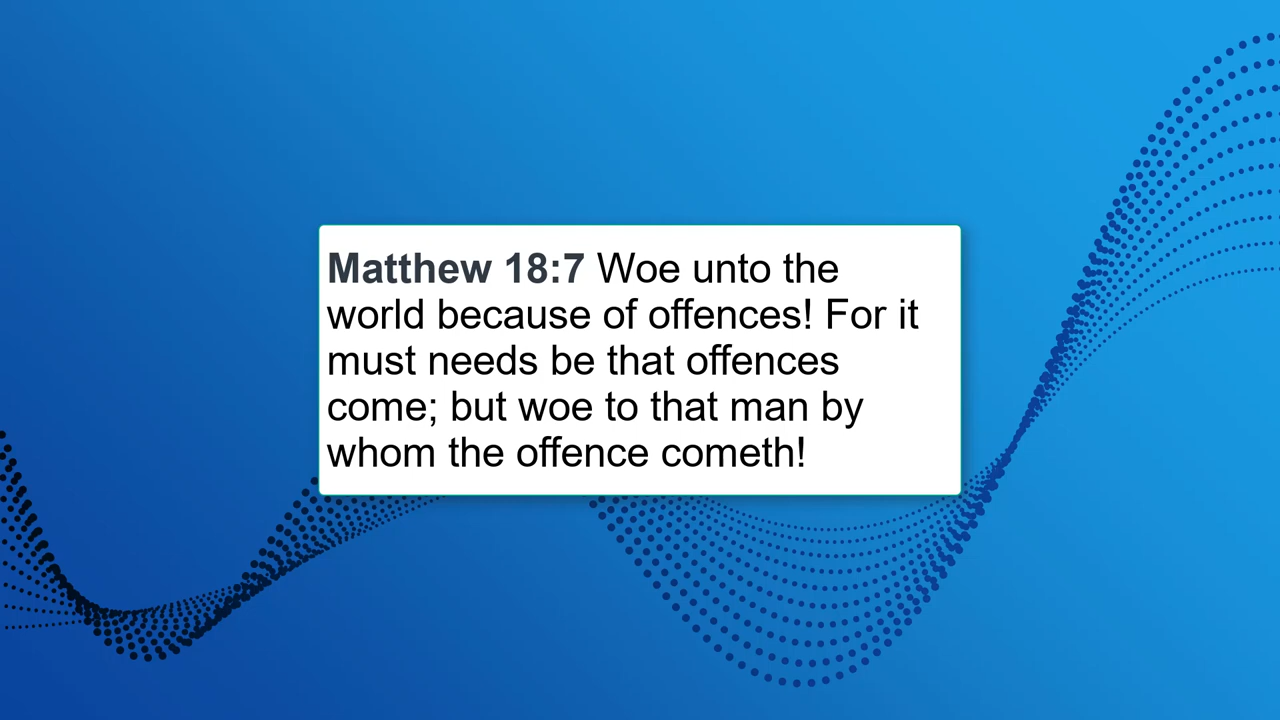 Matthew 18:7 Woe unto the
world because of offences! For it
must needs be that offences
come; but woe to that man by
whom the offence cometh!